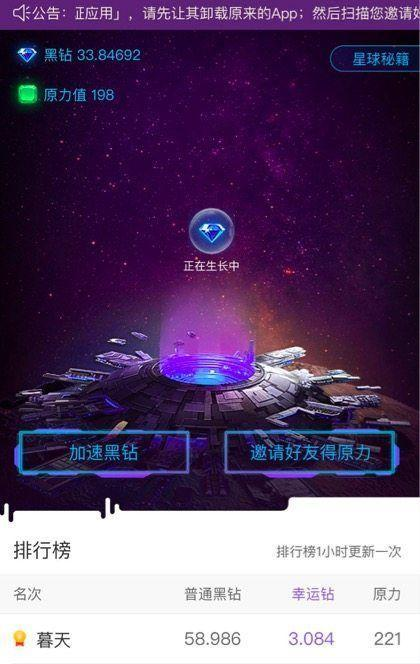 公告：正应用」，请先让其卸载原来的App；然后扫描您邀请好
黑钻 33.84692
星球秘籍
原力值 198
正在生长中
加速黑钻
邀请好友得原力
排行榜
排行榜1小时更新一次
名次 普通黑钻 幸运钻 原力
暮天 58.986 3.084 221